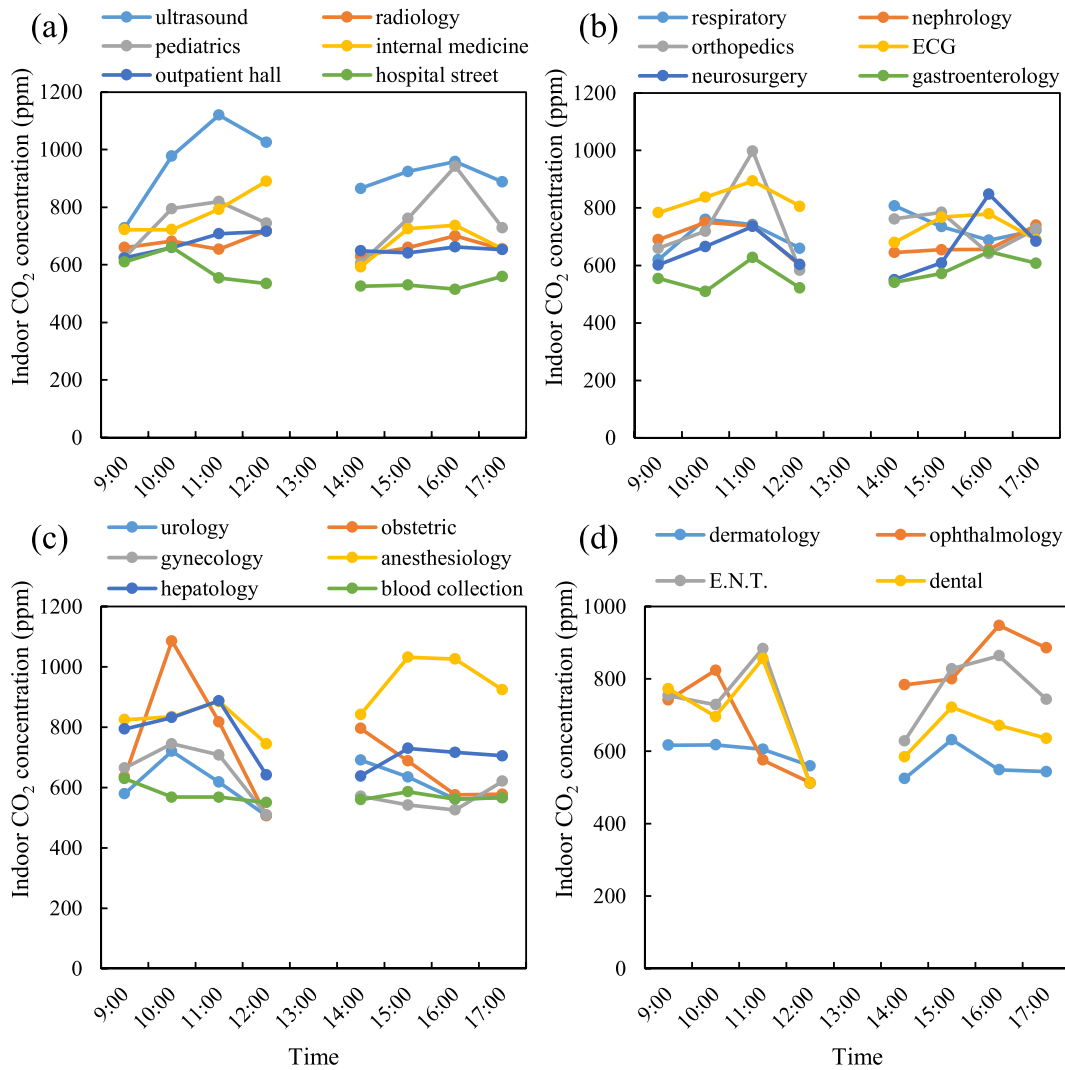 (a)
ultrasound radiology
pediatrics internal medicine
outpatient hall hospital street
Indoor CO2 concentration (ppm)
1200
1000
800
600
400
200
0
9:00 10:00 11:00 12:00 13:00 14:00 15:00 16:00 17:00
(b)
respiratory nephrology
orthopedics ECG
neurosurgery gastroenterology
Indoor CO2 concentration (ppm)
1200
1000
800
600
400
200
0
9:00 10:00 11:00 12:00 13:00 14:00 15:00 16:00 17:00
(c)
urology obstetric
gynecology anesthesiology
hepatology blood collection
Indoor CO2 concentration (ppm)
1200
1000
800
600
400
200
0
9:00 10:00 11:00 12:00 13:00 14:00 15:00 16:00 17:00
Time
(d)
dermatology ophthalmology
E.N.T. dental
Indoor CO2 concentration (ppm)
1000
800
600
400
200
0
9:00 10:00 11:00 12:00 13:00 14:00 15:00 16:00 17:00
Time